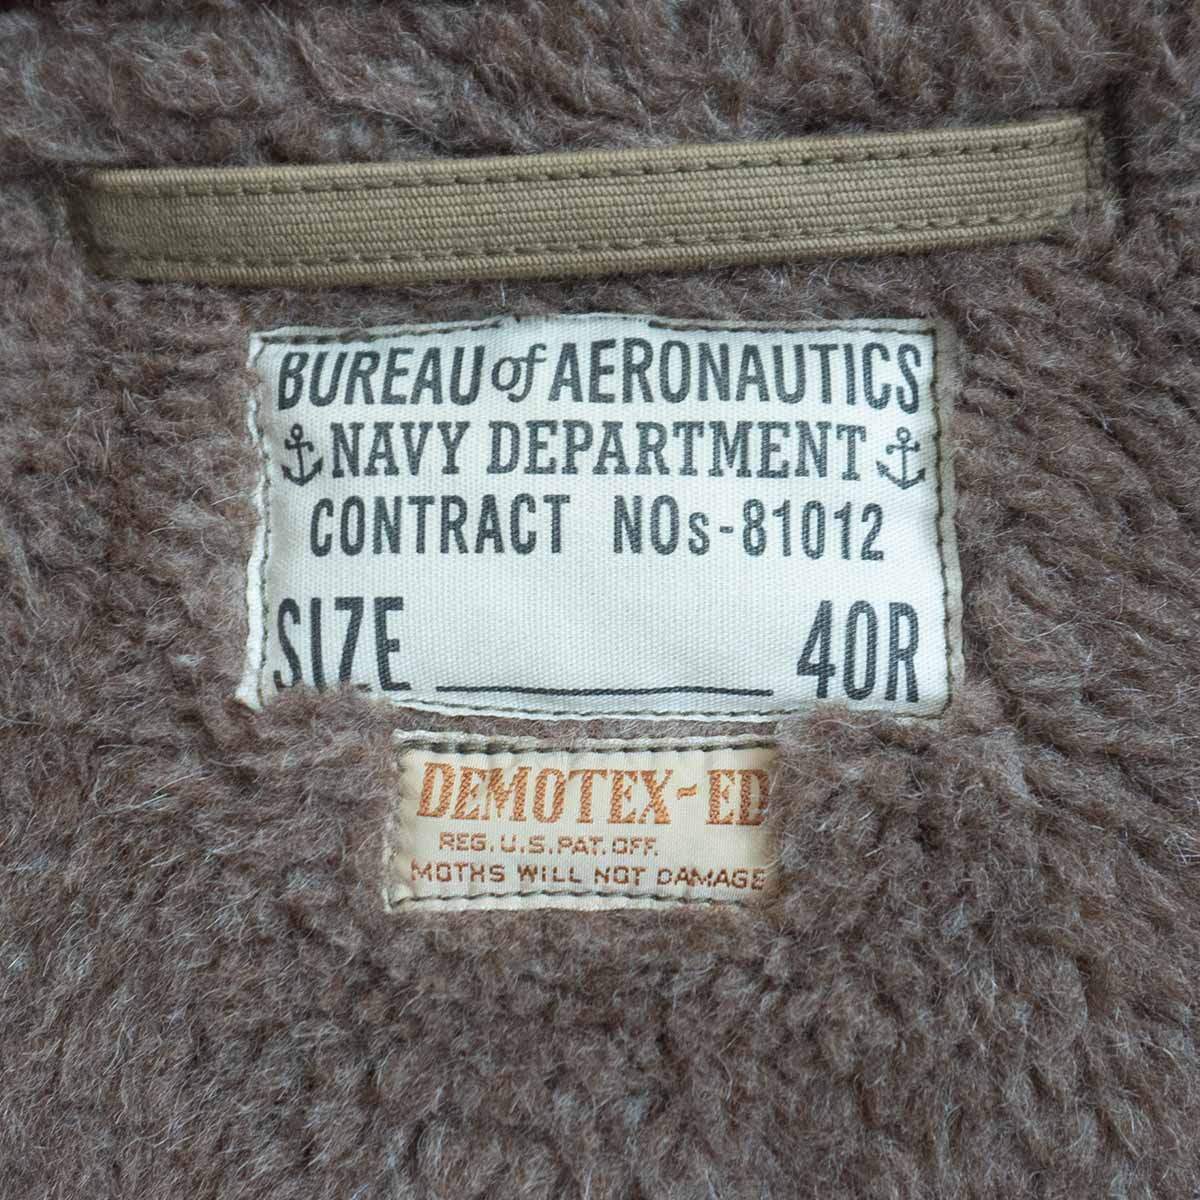 BUREAU of AERONAUTICS
NAVY DEPARTMENT
CONTRACT NOs-81012
SIZE 40R
DEMOTEX-ED
REG. U.S. PAT. OFF.
MOTHS WILL NOT DAMAGE